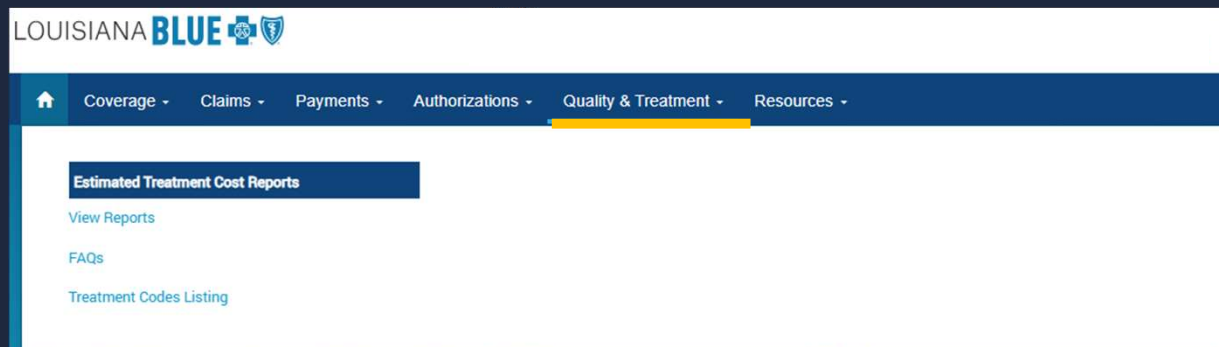 LOUISIANA BLUE
Coverage Claims Payments Authorizations Quality & Treatment Resources
Estimated Treatment Cost Reports
View Reports
FAQs
Treatment Codes Listing